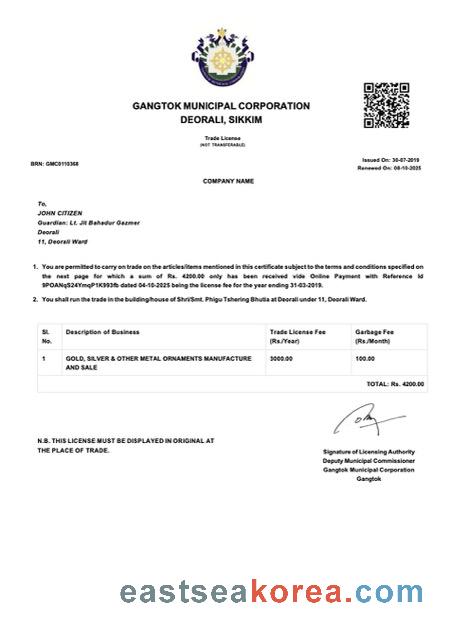 GANGTOK MUNICIPAL CORPORATION
DEORALI, SIKKIM
Trade License
(NOT TRANSFERABLE)
Issued On: 30-07-2019
BRN: GMC0110368
Renewed On: 08-10-2025
COMPANY NAME
To,
JOHN CITIZEN
Guardian: Lt. Jit Bahadur Gazmer
Deorali
11, Deorali Ward
1. You are permitted to carry on trade on the articles/items mentioned in this certificate subject to the terms and conditions specified on
the next page for which a sum of Rs. 4200.00 only has been received vide Online Payment with Reference Id
9POANqS24YmqP1K993fb dated 04-10-2025 being the license fee for the year ending 31-03-2019.
2. You shall run the trade in the building/house of Shri/Smt. Phigu Tshering Bhutia at Deorali under 11, Deorali Ward.
Sl. No. Description of Business Trade License Fee (Rs./Year) Garbage Fee (Rs./Month)
1 GOLD, SILVER & OTHER METAL ORNAMENTS MANUFACTURE AND SALE 3000.00 100.00
TOTAL: Rs. 4200.00
N.B. THIS LICENSE MUST BE DISPLAYED IN ORIGINAL AT
THE PLACE OF TRADE.
Signature of Licensing Authority
Deputy Municipal Commissioner
Gangtok Municipal Corporation
Gangtok
eastseakorea.com